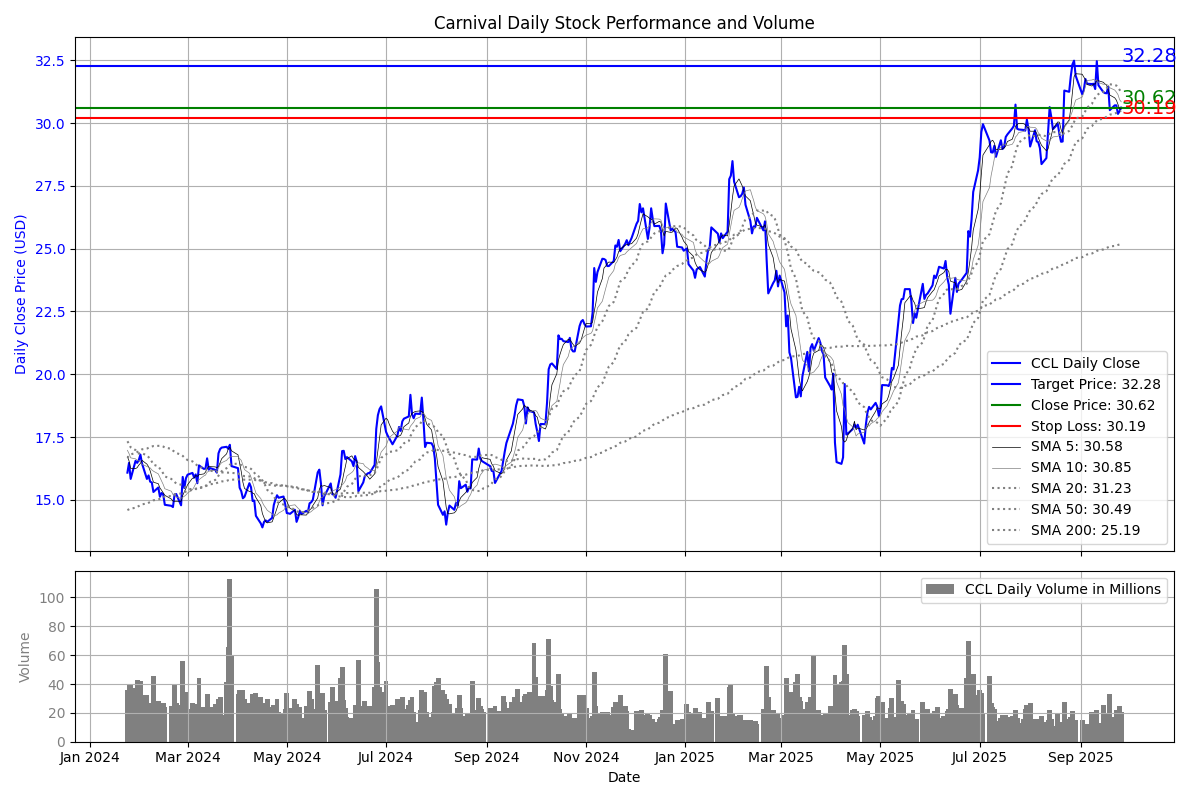 Carnival Daily Stock Performance and Volume
Daily Close Price (USD)
32.5
30.0
27.5
25.0
22.5
20.0
17.5
15.0
32.28
30.62
30.19
CCL Daily Close
Target Price: 32.28
Close Price: 30.62
Stop Loss: 30.19
SMA 5: 30.58
SMA 10: 30.85
SMA 20: 31.23
SMA 50: 30.49
SMA 200: 25.19
Volume
100
80
60
40
20
0
CCL Daily Volume in Millions
Jan 2024 Mar 2024 May 2024 Jul 2024 Sep 2024 Nov 2024 Jan 2025 Mar 2025 May 2025 Jul 2025 Sep 2025
Date